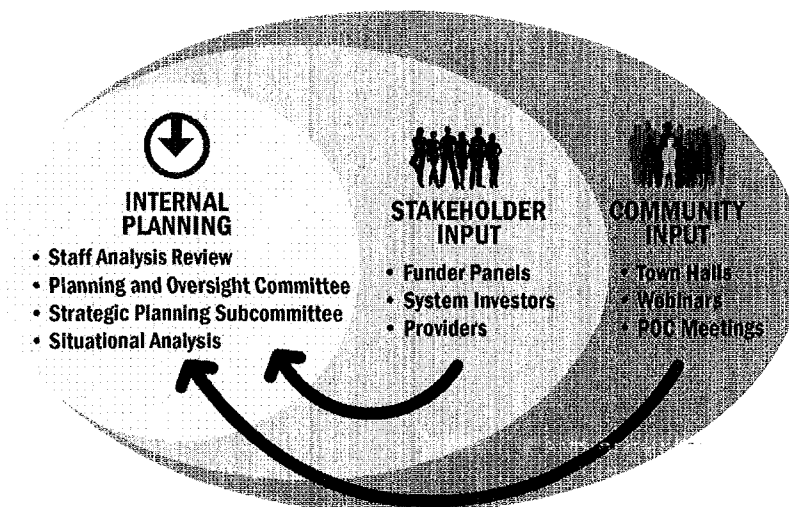 INTERNAL
PLANNING
• Staff Analysis Review
• Planning and Oversight Committee
• Strategic Planning Subcommittee
• Situational Analysis
STAKEHOLDER
INPUT
• Funder Panels
• System Investors
• Providers
COMMUNITY
INPUT
• Town Halls
• Webinars
• POC Meetings